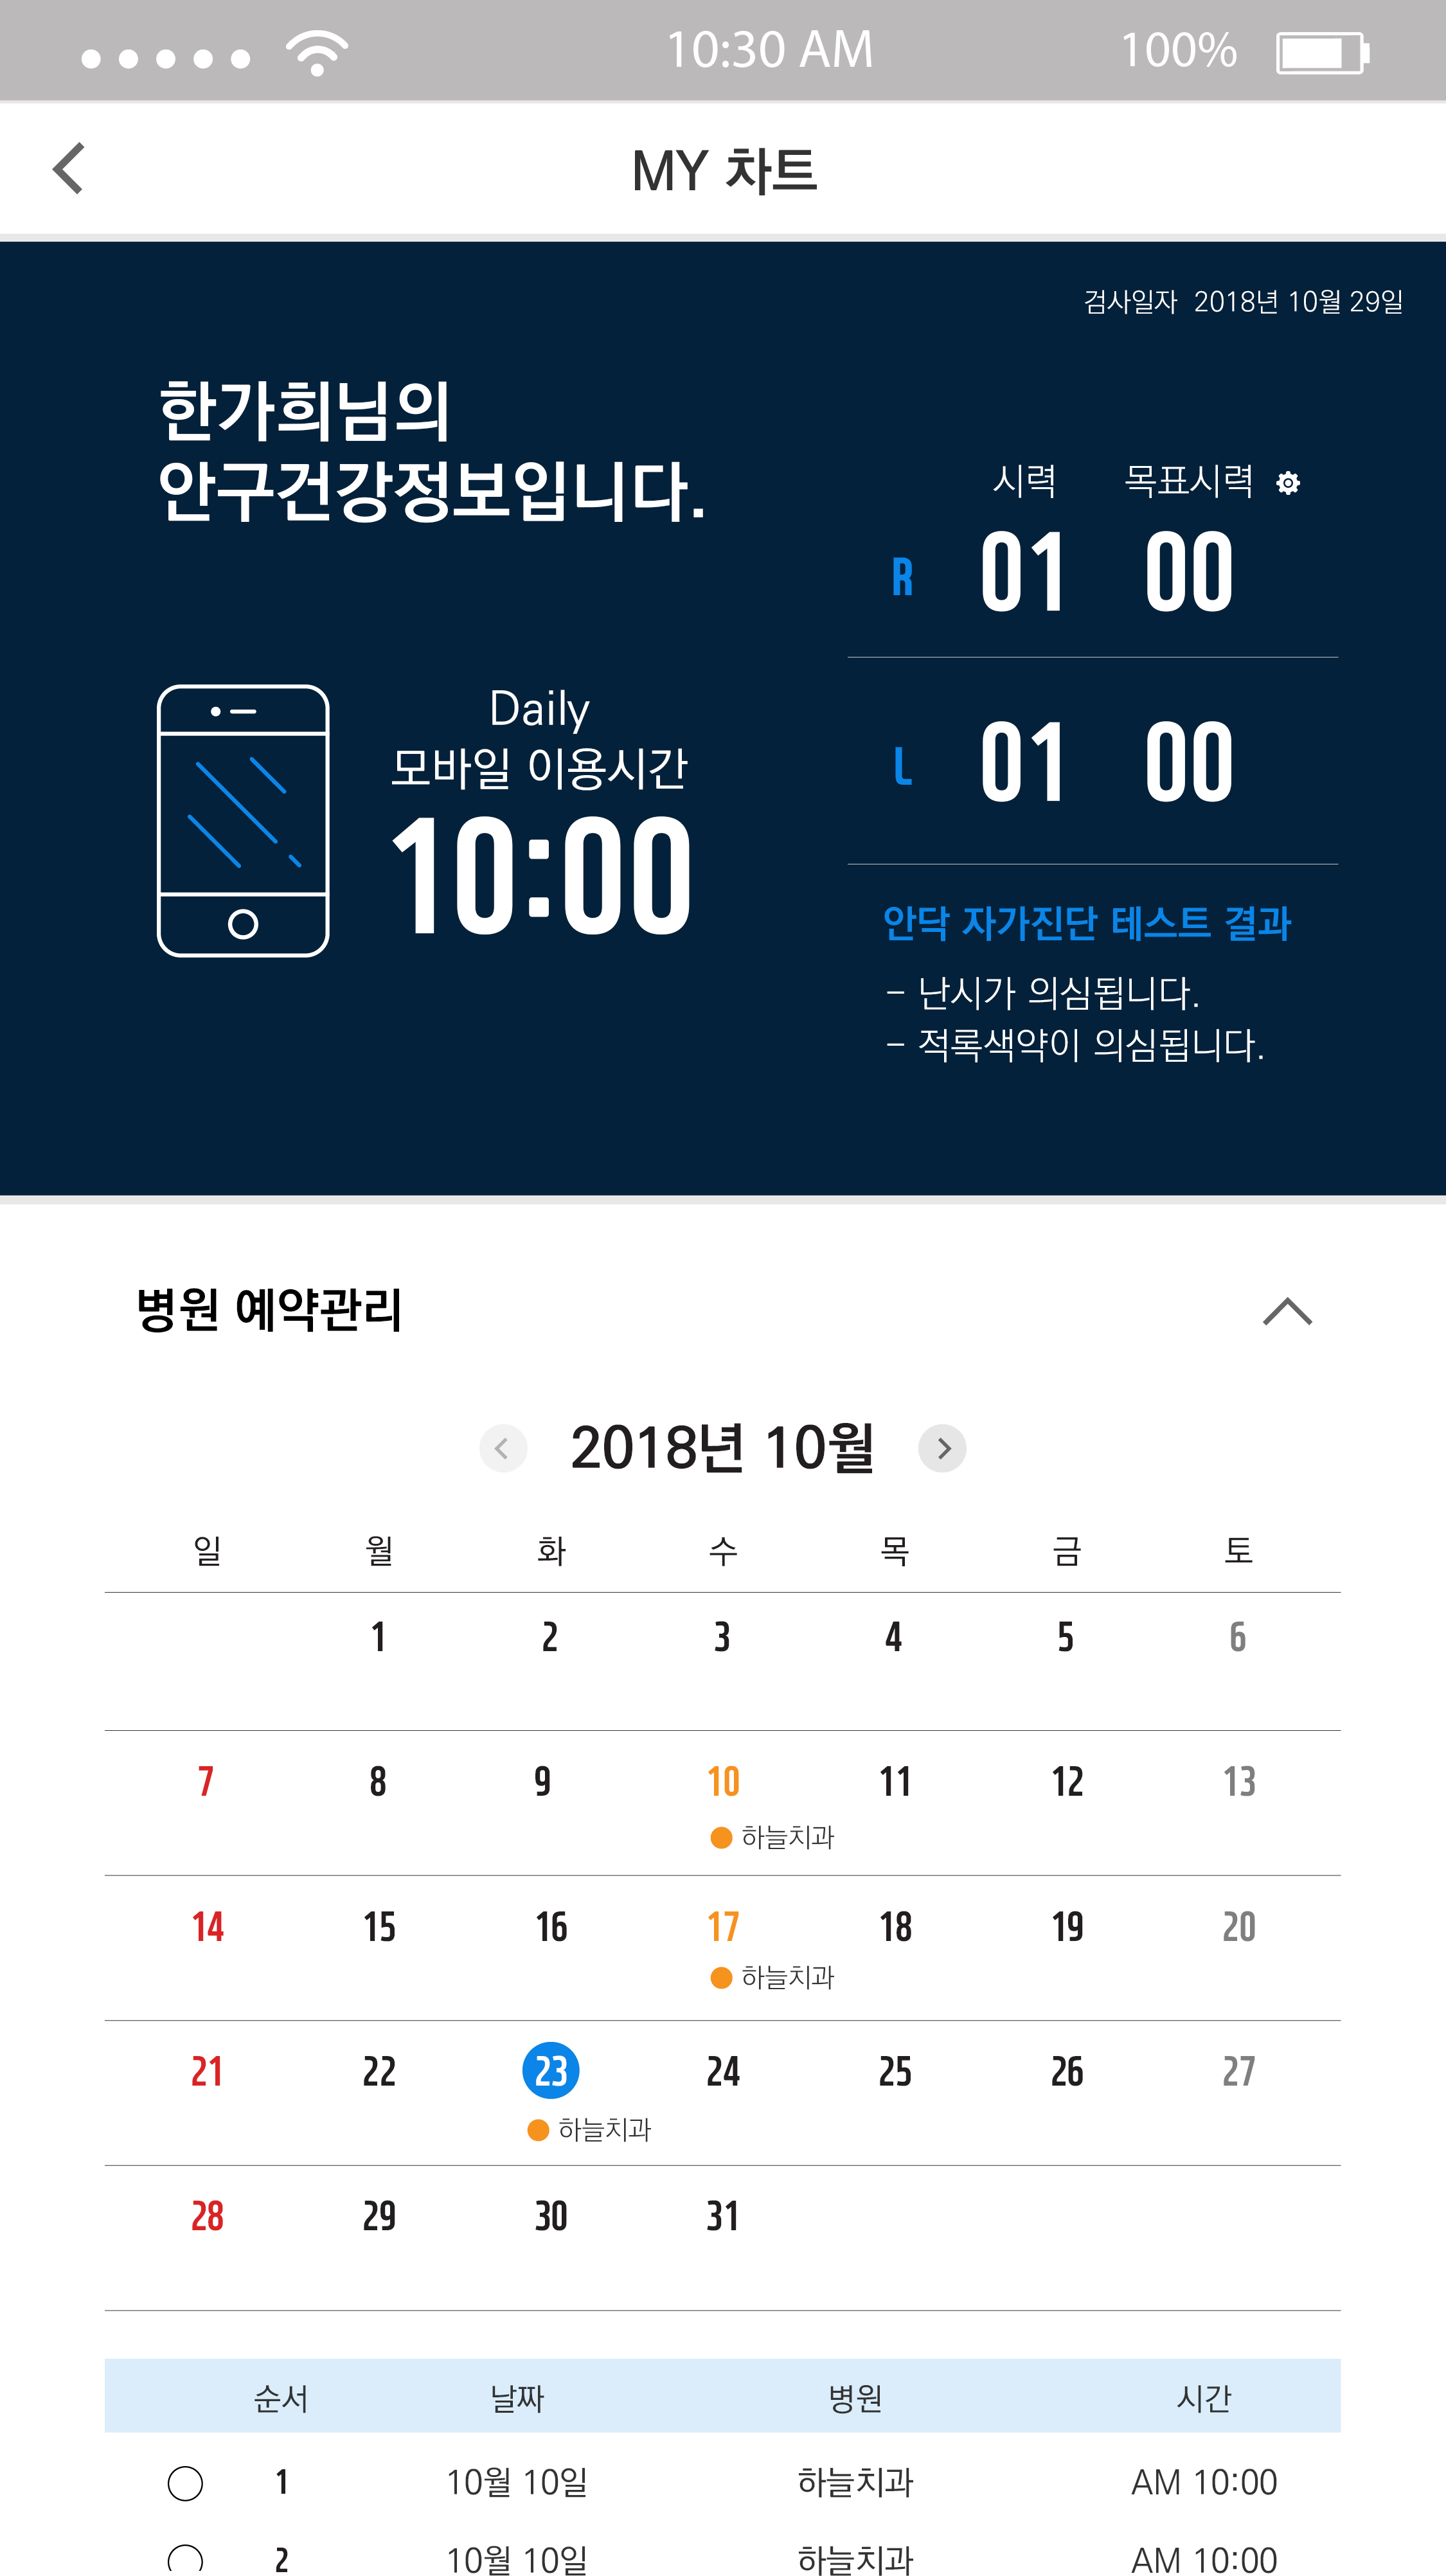 10:30 AM 100%
MY 차트
검사일자 2018년 10월 29일
한가희님의
안구건강정보입니다.
시력 목표시력
R 01 00
L 01 00
Daily
모바일 이용시간
10:00
안닥 자가진단 테스트 결과
- 난시가 의심됩니다.
- 적록색약이 의심됩니다.
병원 예약관리
2018년 10월
일 월 화 수 목 금 토
1 2 3 4 5 6
7 8 9 10 11 12 13
하늘치과
14 15 16 17 18 19 20
하늘치과
21 22 23 24 25 26 27
하늘치과
28 29 30 31
순서 날짜 병원 시간
1 10월 10일 하늘치과 AM 10:00
2 10월 10일 하늘치과 AM 10:00